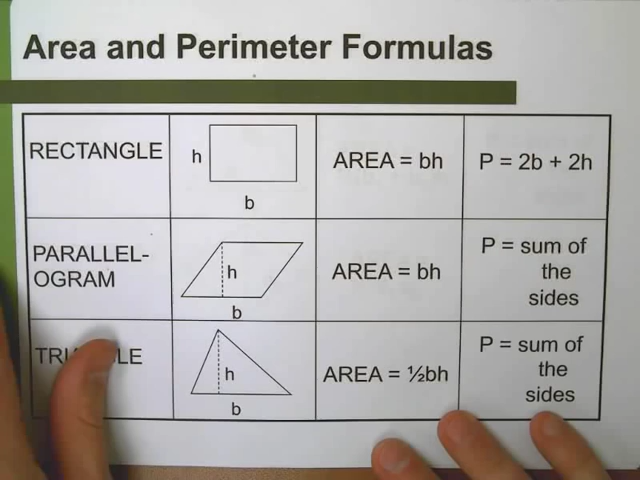 Area and Perimeter Formulas
RECTANGLE
h
b
AREA = bh
P = 2b + 2h
PARALLEL-
OGRAM
h
b
AREA = bh
P = sum of
the
sides
h
b
AREA = ½bh
P = sum of
the
sides